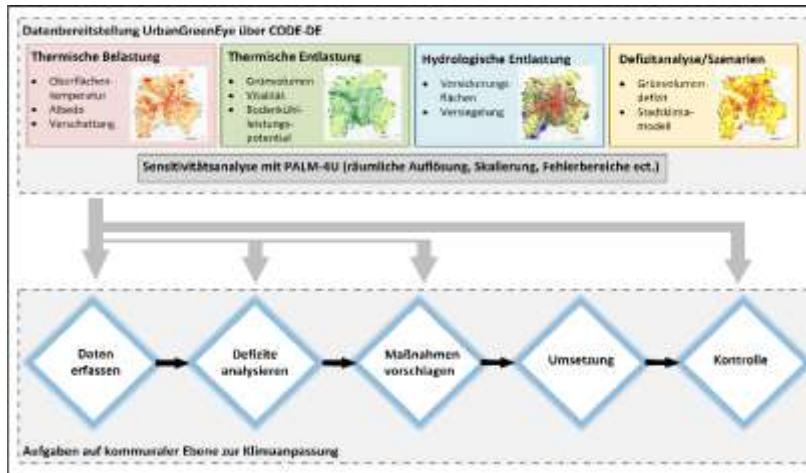 Datenbereitstellung UrbanGreenEye über CODE-DE
Thermische Belastung
• Oberflächen-
temperatur
• Albedo
• Verschattung
Thermische Entlastung
• Grünvolumen
• Vitalität
• Bodenkühl-
leistungs-
potential
Hydrologische Entlastung
• Versickerungs
flächen
• Versiegelung
Defizitanalyse/Szenarien
• Grünvolumen
defizit
• Stadtklima-
modell
Sensitivitätsanalyse mit PALM-4U (räumliche Auflösung, Skalierung, Fehlerbereiche ect.)
Daten
erfassen
Defizite
analysieren
Maßnahmen
vorschlagen
Umsetzung
Kontrolle
Aufgaben auf kommunaler Ebene zur Klimaanpassung